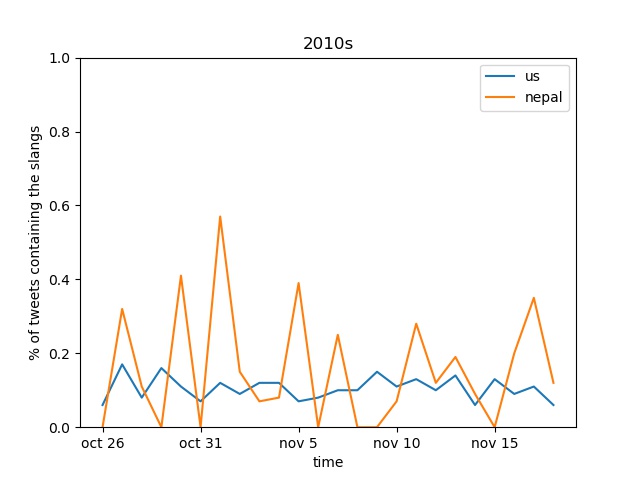 2010s
us
nepal
% of tweets containing the slangs
1.0
0.8
0.6
0.4
0.2
0.0
oct 26 oct 31 nov 5 nov 10 nov 15
time